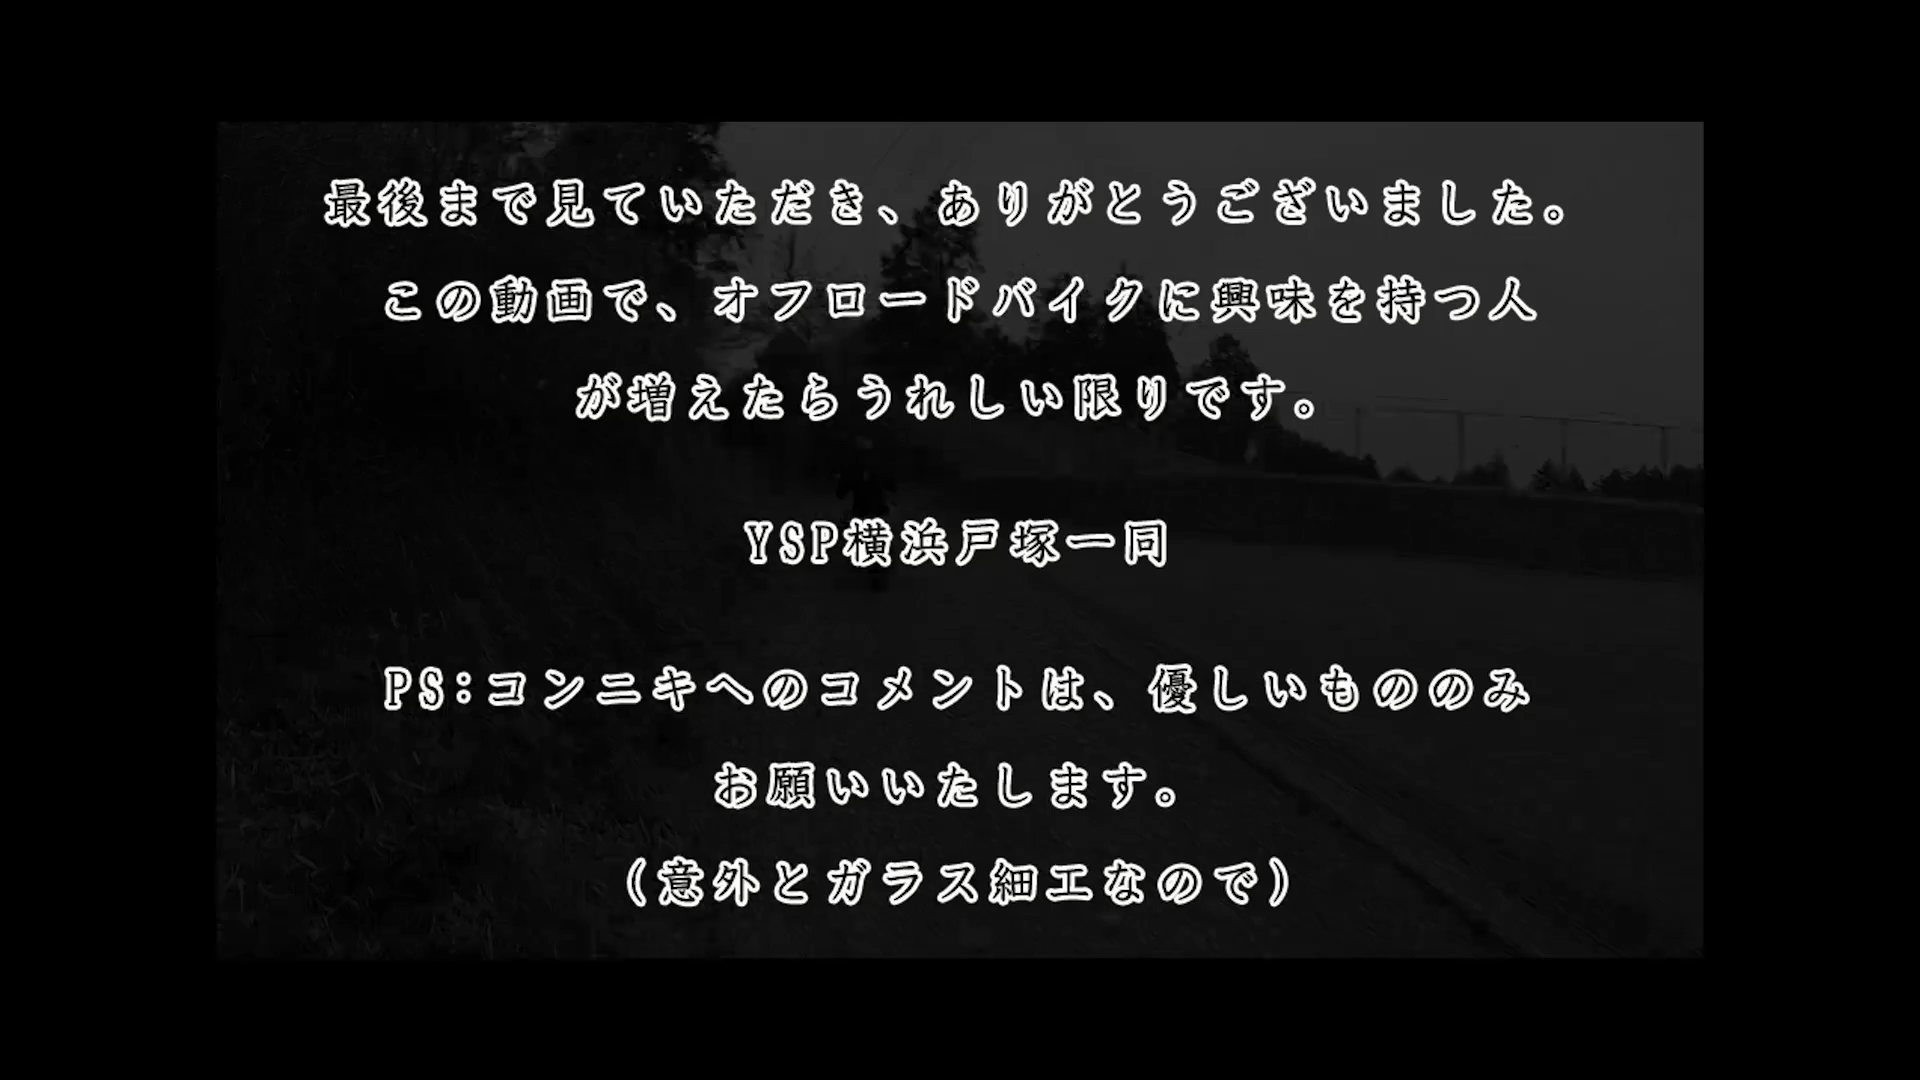 最後まで見ていただき、ありがとうございました。
この動画で、オフロードバイクに興味を持つ人
が増えたらうれしい限りです。
YSP横浜戸塚一同
PS:コンニキへのコメントは、優しいもののみ
お願いいたします。
(意外とガラス細工なので)